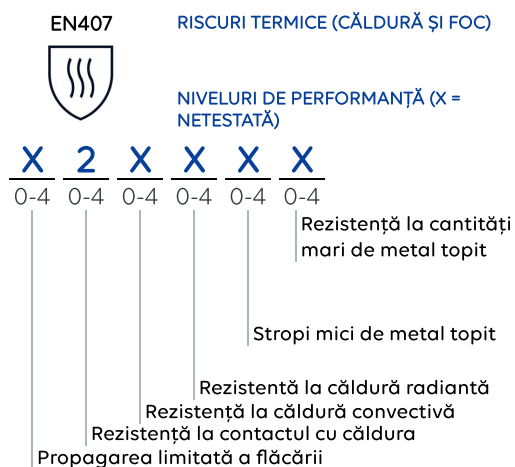 EN407
RISCURI TERMICE (CĂLDURĂ ȘI FOC)
NIVELURI DE PERFORMANȚĂ (X =
NETESTATĂ)
X 2 X X X X
0-4 0-4 0-4 0-4 0-4 0-4
Rezistență la cantități
mari de metal topit
Stropi mici de metal topit
Rezistentă la căldură radiantă
Rezistență la căldură convectivă
Rezistență la contactul cu căldura
Propagarea limitată a flăcării